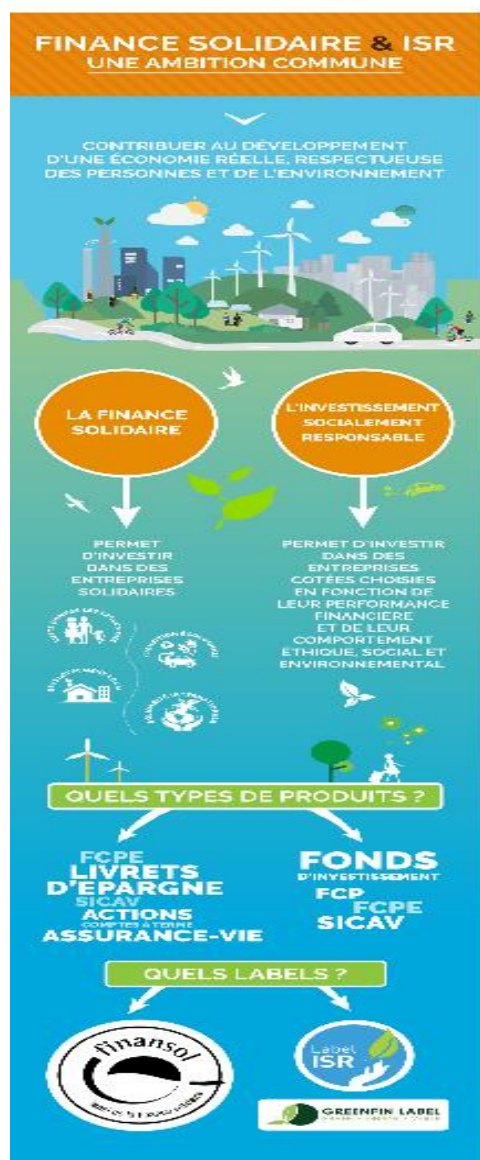 FINANCE SOLIDAIRE & ISR
UNE AMBITION COMMUNE
CONTRIBUER AU DÉVELOPPEMENT
D'UNE ÉCONOMIE RÉELLE, RESPECTUEUSE
DES PERSONNES ET DE L'ENVIRONNEMENT
LA FINANCE
SOLIDAIRE
L'INVESTISSEMENT
SOCIALEMENT
RESPONSABLE
PERMET
D'INVESTIR
DANS DES
ENTREPRISES
SOLIDAIRES
PERMET D'INVESTIR
DANS DES
ENTREPRISES
COTÉES CHOISIES
EN FONCTION DE
LEUR PERFORMANCE
FINANCIÈRE
ET DE LEUR
COMPORTEMENT
ETHIQUE, SOCIAL ET
ENVIRONNEMENTAL
QUELS TYPES DE PRODUITS ?
FCPE
LIVRETS
D'EPARGNE
SICAV
ACTIONS
COMPTES À TERME
ASSURANCE-VIE
FONDS
D'INVESTISSEMENT
FCP
FCPE
SICAV
QUELS LABELS ?
finansol
Label
ISR
GREENFIN LABEL